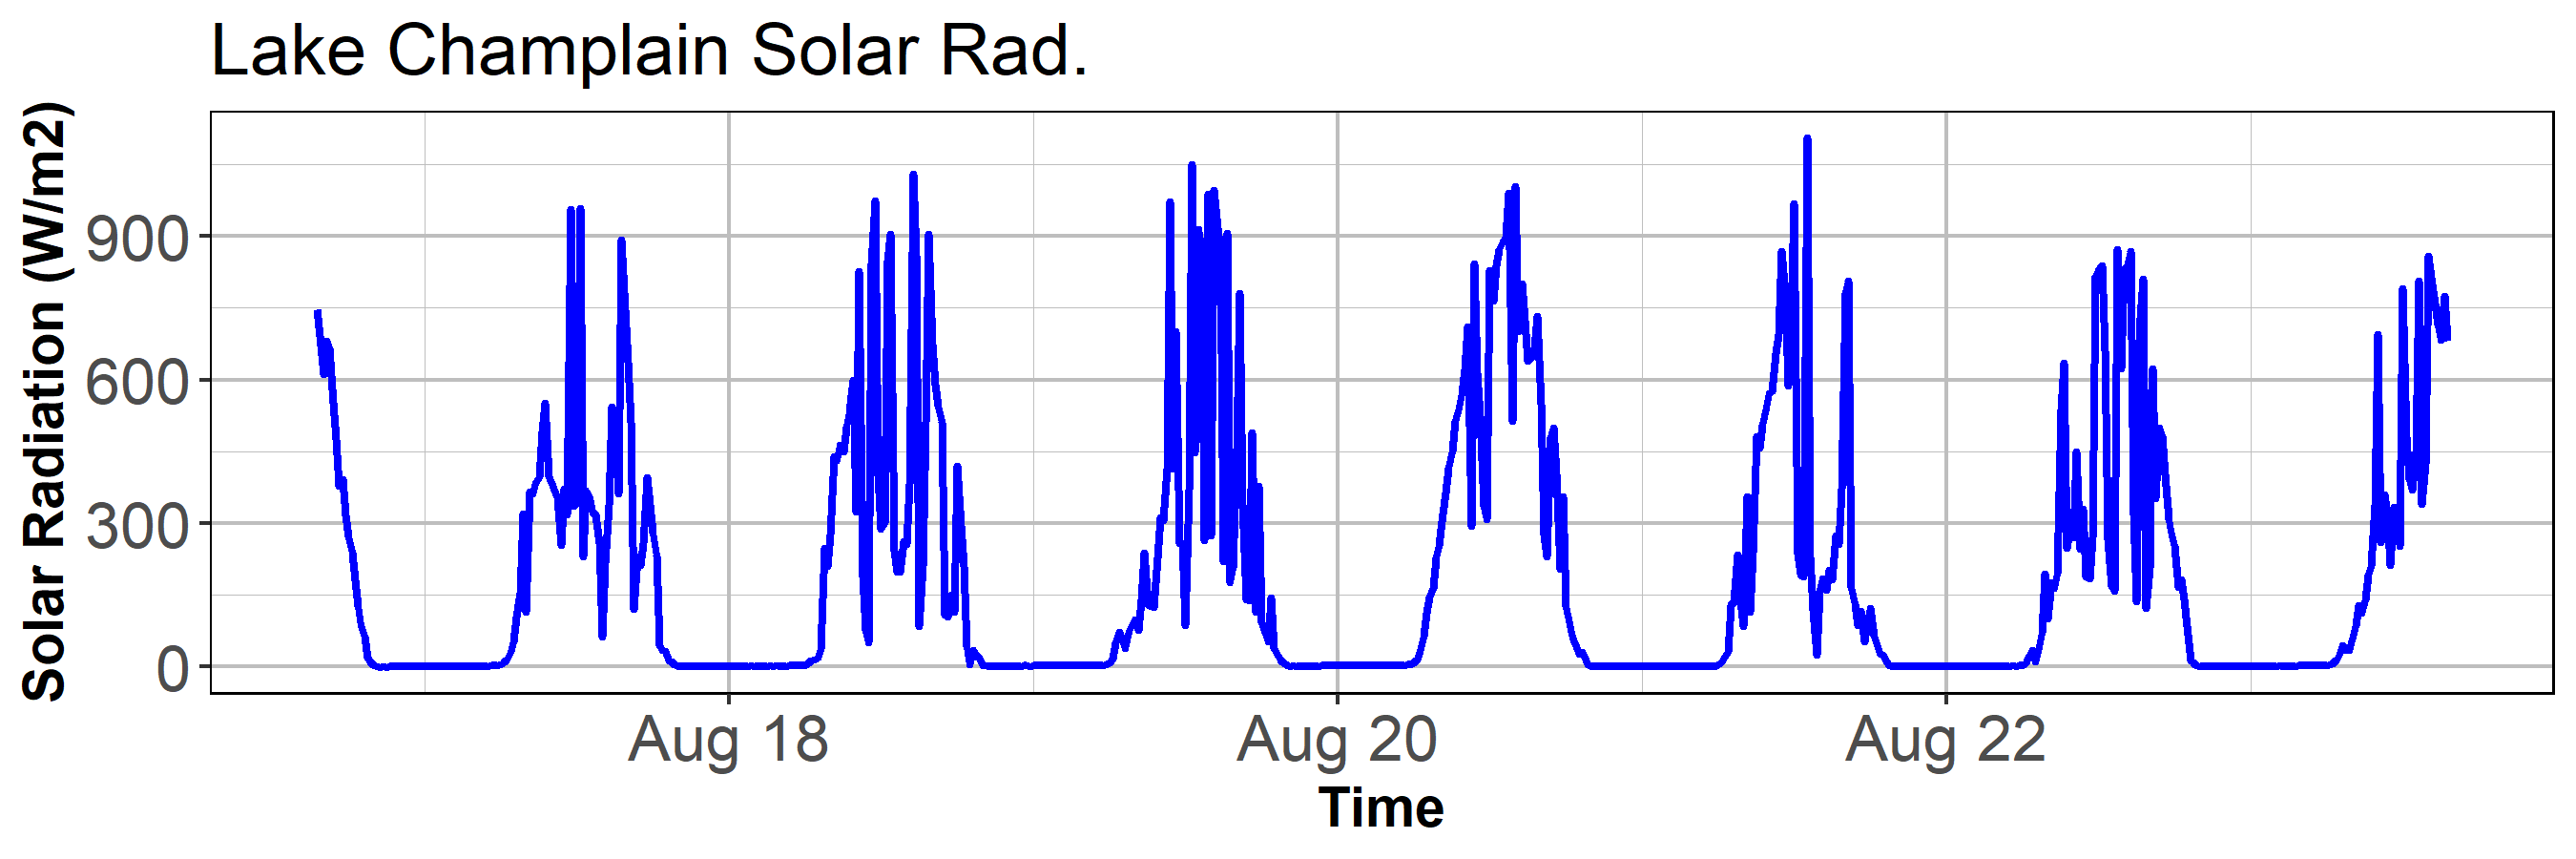 Lake Champlain Solar Rad.
Solar Radiation (W/m2)
900
600
300
0
Aug 18
Aug 20
Aug 22
Time